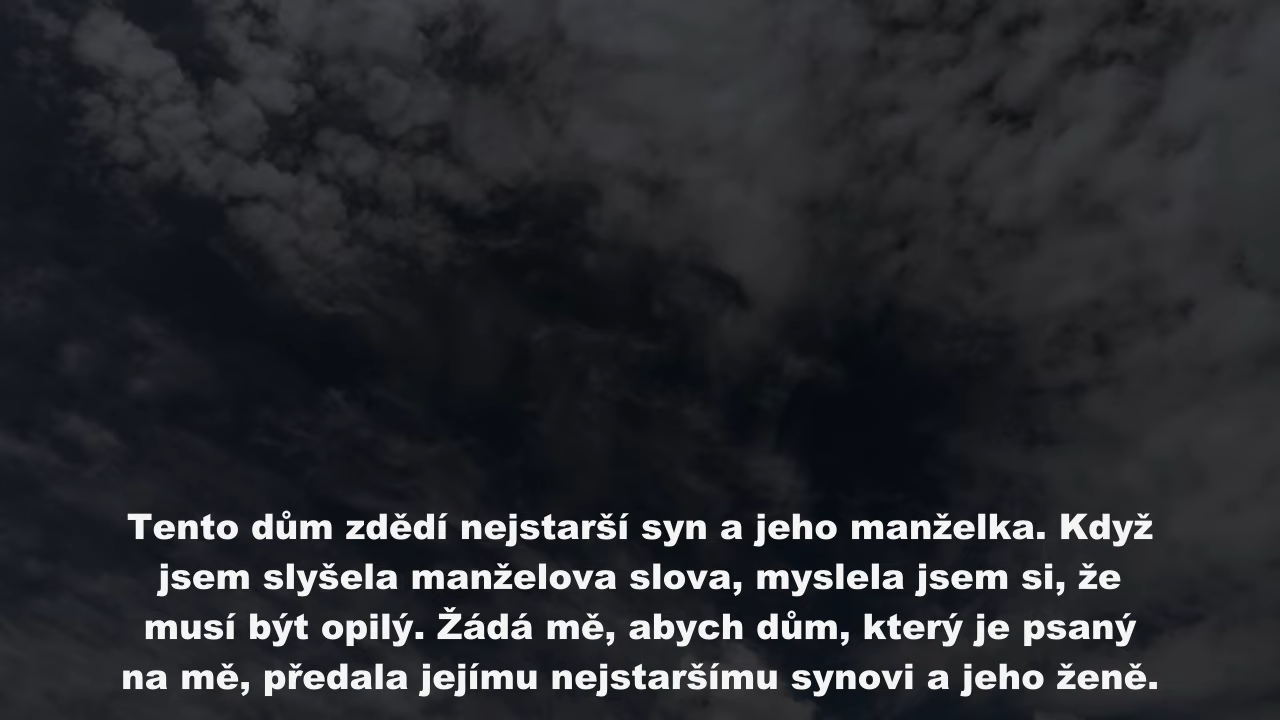 Tento dům zdědí nejstarší syn a jeho manželka. Když
jsem slyšela manželova slova, myslela jsem si, že
musí být opilý. Žádá mě, abych dům, který je psaný
na mě, předala jejímu nejstaršímu synovi a jeho ženě.